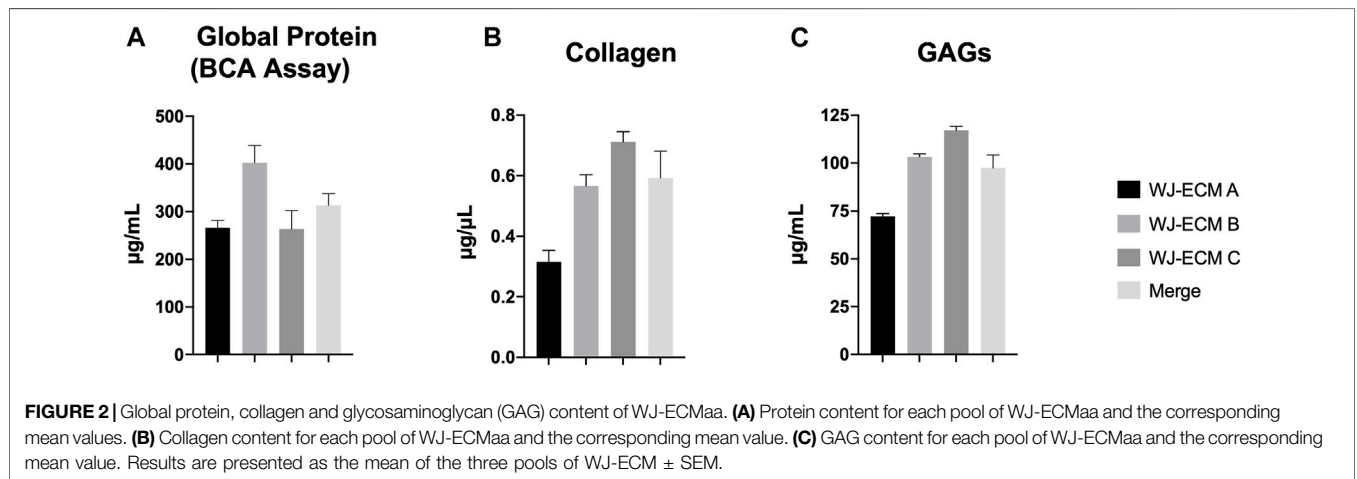 A Global Protein
(BCA Assay)
µg/mL
500
400
300
200
100
0
B Collagen
µg/µL
0.8
0.6
0.4
0.2
0.0
C GAGs
µg/mL
125
100
75
50
25
0
WJ-ECM A
WJ-ECM B
WJ-ECM C
Merge
FIGURE 2 | Global protein, collagen and glycosaminoglycan (GAG) content of WJ-ECMaa. (A) Protein content for each pool of WJ-ECMaa and the corresponding
mean values. (B) Collagen content for each pool of WJ-ECMaa and the corresponding mean value. (C) GAG content for each pool of WJ-ECMaa and the corresponding
mean value. Results are presented as the mean of the three pools of WJ-ECM ± SEM.